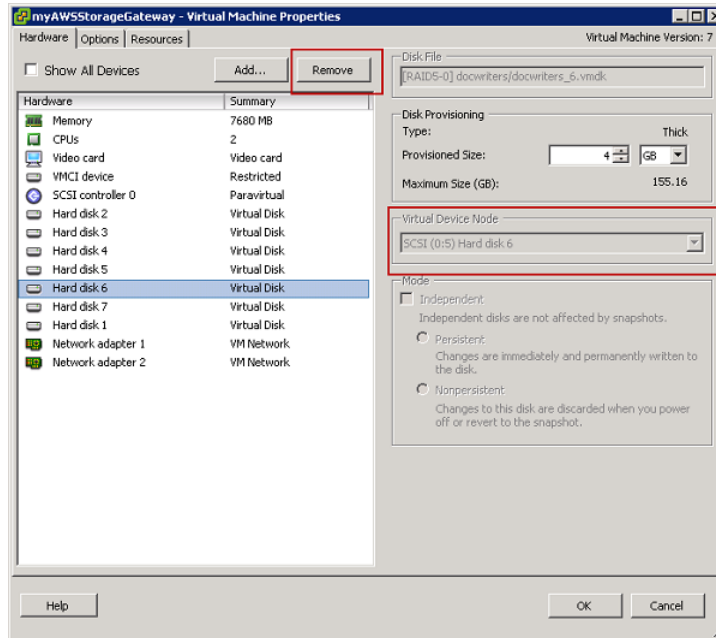 myAWSStorageGateway - Virtual Machine Properties
Hardware Options Resources
Virtual Machine Version: 7
Show All Devices
Add...
Remove
Hardware Summary
Memory 7680 MB
CPUs 2
Video card Video card
VMCI device Restricted
SCSI controller 0 Paravirtual
Hard disk 2 Virtual Disk
Hard disk 3 Virtual Disk
Hard disk 4 Virtual Disk
Hard disk 5 Virtual Disk
Hard disk 6 Virtual Disk
Hard disk 7 Virtual Disk
Hard disk 1 Virtual Disk
Network adapter 1 VM Network
Network adapter 2 VM Network
Disk File
[RAID5-0] docwriters/docwriters_6.vmdk
Disk Provisioning
Type: Thick
Provisioned Size: 4 GB
Maximum Size (GB): 155.16
Virtual Device Node
SCSI (0:5) Hard disk 6
Mode
Independent
Independent disks are not affected by snapshots.
Persistent
Changes are immediately and permanently written to
the disk.
Nonpersistent
Changes to this disk are discarded when you power
off or revert to the snapshot.
Help
OK
Cancel